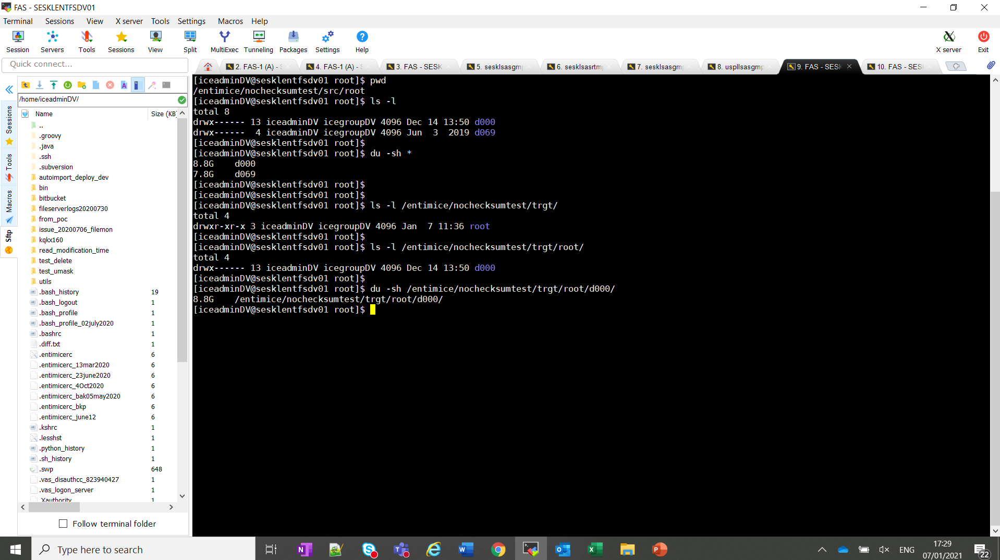 FAS - SESKLENTFSDV01
Terminal Sessions View X server Tools Settings Macros Help
Session Servers Tools Sessions View Split MultiExec Tunneling Packages Settings Help X server Exit
Quick connect...
2. FAS-1 (A) - S
4. FAS-1 (A) - S
3. FAS - SESK
5. sesklsasgrmp
6. sesklsasrtmp
7. sesklsasgrmp
8. uspllsasgrmp
9. FAS - SESK
10. FAS - SESI
/home/iceadminDV/
Name Size (KB)
..
.groovy
.java
.ssh
.subversion
autoimport_deploy_dev
bin
bitbucket
fileserverlogs20200730
from_poc
issue_20200706_filemon
kqkx160
read_modification_time
test_delete
test_umask
utils
.bash_history 19
.bash_logout 1
.bash_profile 1
.bash_profile_02july2020 1
.bashrc 1
.diff.txt 1
.entimicerc 6
.entimicerc_13mar2020 6
.entimicerc_23june2020 6
.entimicerc_4Oct2020 6
.entimicerc_bak05may2020 6
.entimicerc_bkp 6
.entimicerc_june12 6
.kshrc 1
.lesshst 1
.python_history 1
.sh_history 1
.swp 648
.vas_disauthcc_823940427 1
.vas_logon_server 1
.Xauthority 1
Follow terminal folder
Sessions
Tools
Macros
Sftp
[iceadminDV@sesklentfsdv01 root]$ pwd
/entimice/nochecksumtest/src/root
[iceadminDV@sesklentfsdv01 root]$ ls -l
total 8
drwx------ 13 iceadminDV icegroupDV 4096 Dec 14 13:50 d000
drwx------  4 iceadminDV icegroupDV 4096 Jun  3  2019 d069
[iceadminDV@sesklentfsdv01 root]$
[iceadminDV@sesklentfsdv01 root]$ du -sh *
8.8G    d000
7.8G    d069
[iceadminDV@sesklentfsdv01 root]$
[iceadminDV@sesklentfsdv01 root]$
[iceadminDV@sesklentfsdv01 root]$ ls -l /entimice/nochecksumtest/trgt/
total 4
drwxr-xr-x 3 iceadminDV icegroupDV 4096 Jan  7 11:36 root
[iceadminDV@sesklentfsdv01 root]$
[iceadminDV@sesklentfsdv01 root]$ ls -l /entimice/nochecksumtest/trgt/root/
total 4
drwx------ 13 iceadminDV icegroupDV 4096 Dec 14 13:50 d000
[iceadminDV@sesklentfsdv01 root]$
[iceadminDV@sesklentfsdv01 root]$ du -sh /entimice/nochecksumtest/trgt/root/d000/
8.8G    /entimice/nochecksumtest/trgt/root/d000/
[iceadminDV@sesklentfsdv01 root]$
Type here to search
ENG
17:29
07/01/2021
22